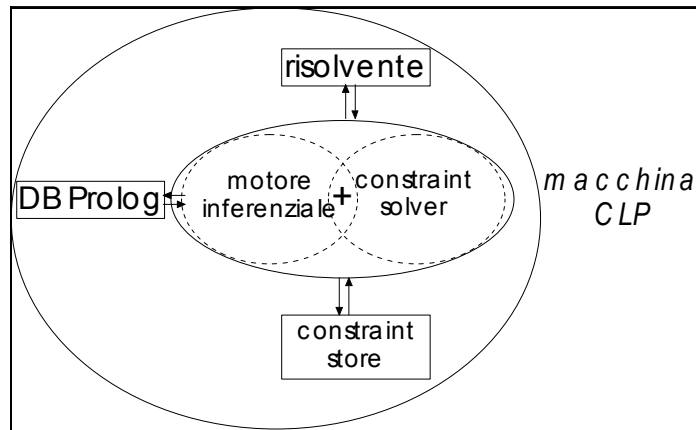 risolvente
motore
inferenziale
+
constraint
solver
DB Prolog
macchina
CLP
constraint
store